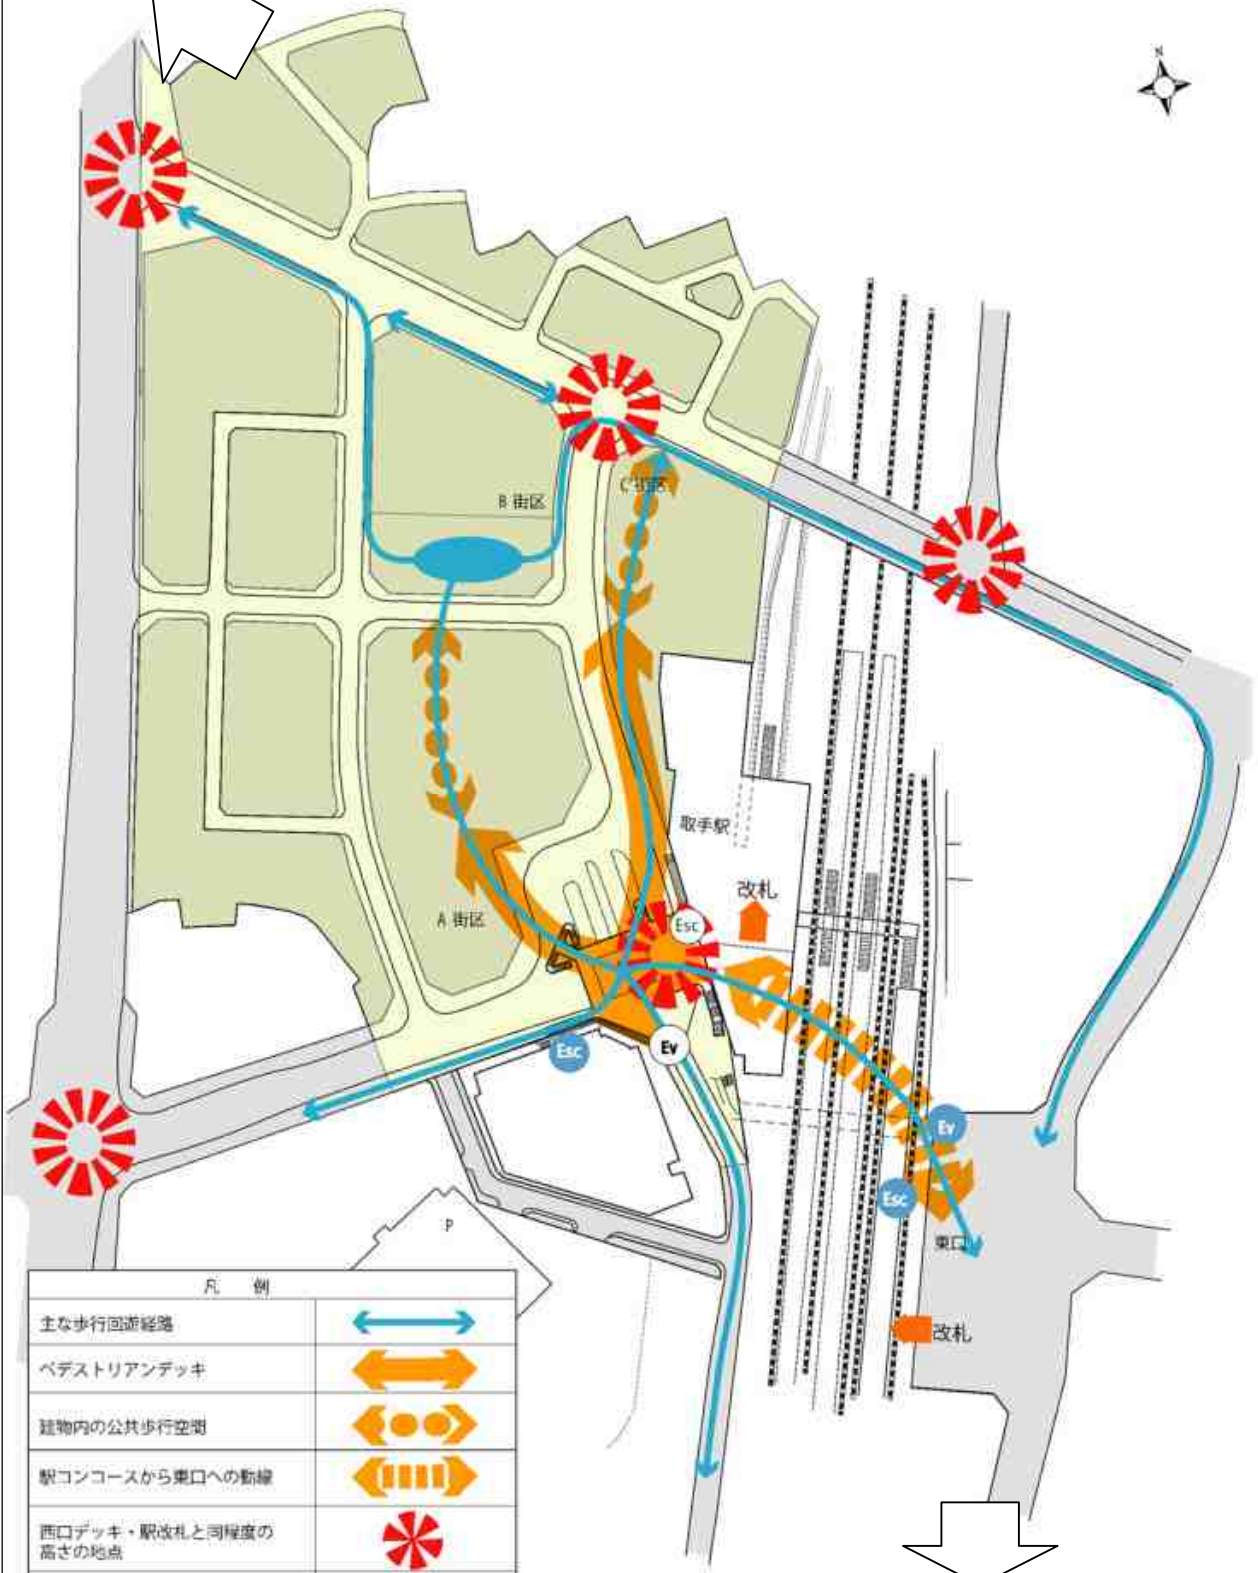 N
B 街区
C 街区
取手駅
改札
A 街区
Esc
Esc
Ev
Ev
Esc
東口
P
改札
凡 例
主な歩行回遊経路
ペデストリアンデッキ
建物内の公共歩行空間
駅コンコースから東口への動線
西口デッキ・駅改札と同程度の
高さの地点